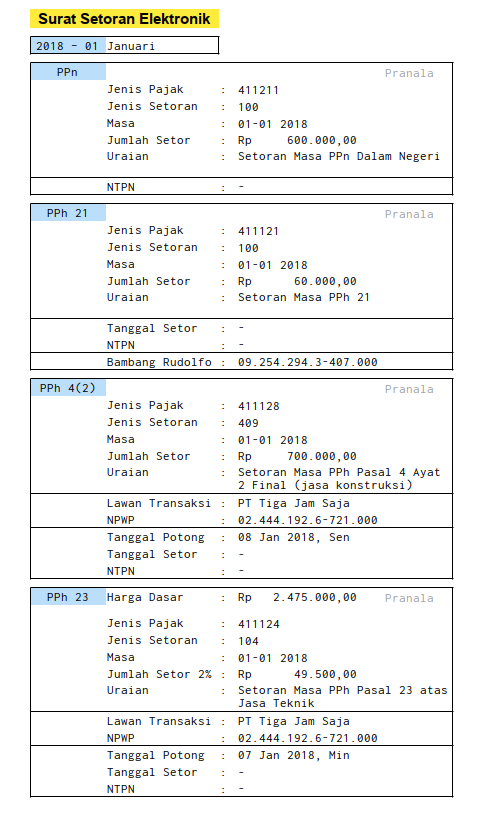 Surat Setoran Elektronik
2018 - 01 Januari
PPn Pranala
Jenis Pajak : 411211
Jenis Setoran : 100
Masa : 01-01 2018
Jumlah Setor : Rp 600.000,00
Uraian : Setoran Masa PPn Dalam Negeri
NTPN : -
PPh 21 Pranala
Jenis Pajak : 411121
Jenis Setoran : 100
Masa : 01-01 2018
Jumlah Setor : Rp 60.000,00
Uraian : Setoran Masa PPh 21
Tanggal Setor : -
NTPN : -
Bambang Rudolfo : 09.254.294.3-407.000
PPh 4(2) Pranala
Jenis Pajak : 411128
Jenis Setoran : 409
Masa : 01-01 2018
Jumlah Setor : Rp 700.000,00
Uraian : Setoran Masa PPh Pasal 4 Ayat
2 Final (jasa konstruksi)
Lawan Transaksi : PT Tiga Jam Saja
NPWP : 02.444.192.6-721.000
Tanggal Potong : 08 Jan 2018, Sen
Tanggal Setor : -
NTPN : -
PPh 23 Harga Dasar : Rp 2.475.000,00 Pranala
Jenis Pajak : 411124
Jenis Setoran : 104
Masa : 01-01 2018
Jumlah Setor 2% : Rp 49.500,00
Uraian : Setoran Masa PPh Pasal 23 atas
Jasa Teknik
Lawan Transaksi : PT Tiga Jam Saja
NPWP : 02.444.192.6-721.000
Tanggal Potong : 07 Jan 2018, Min
Tanggal Setor : -
NTPN : -